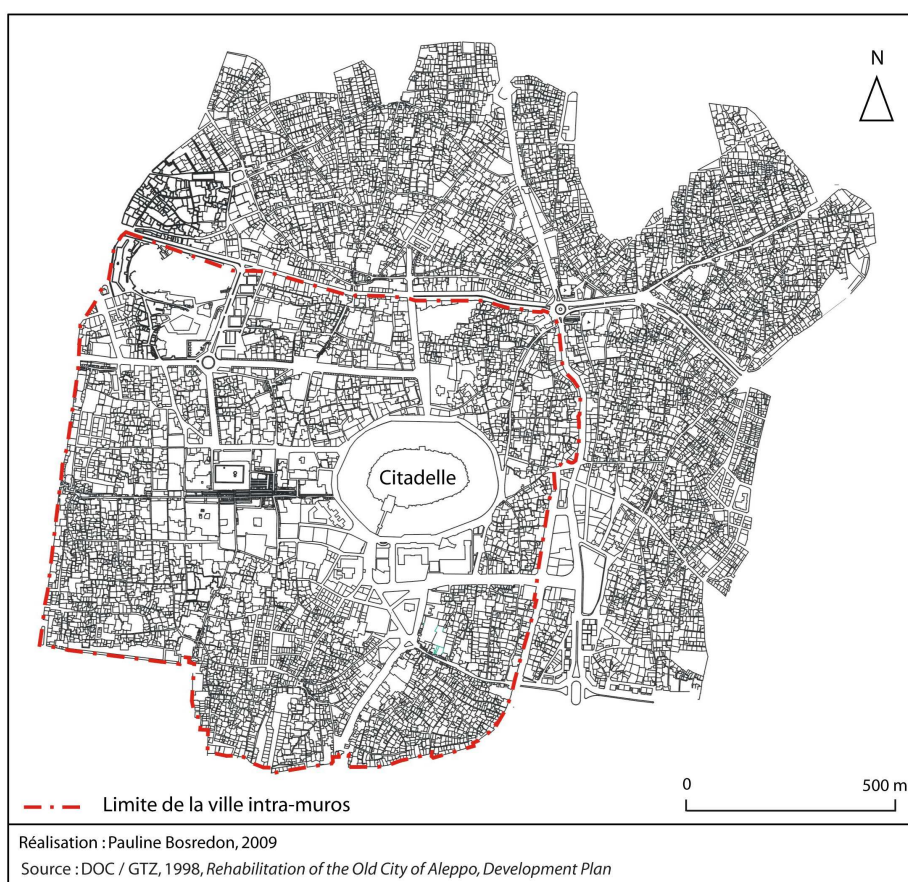 N
Citadelle
0 500 m
Limite de la ville intra-muros
Réalisation : Pauline Bosredon, 2009
Source : DOC / GTZ, 1998, Rehabilitation of the Old City of Aleppo, Development Plan